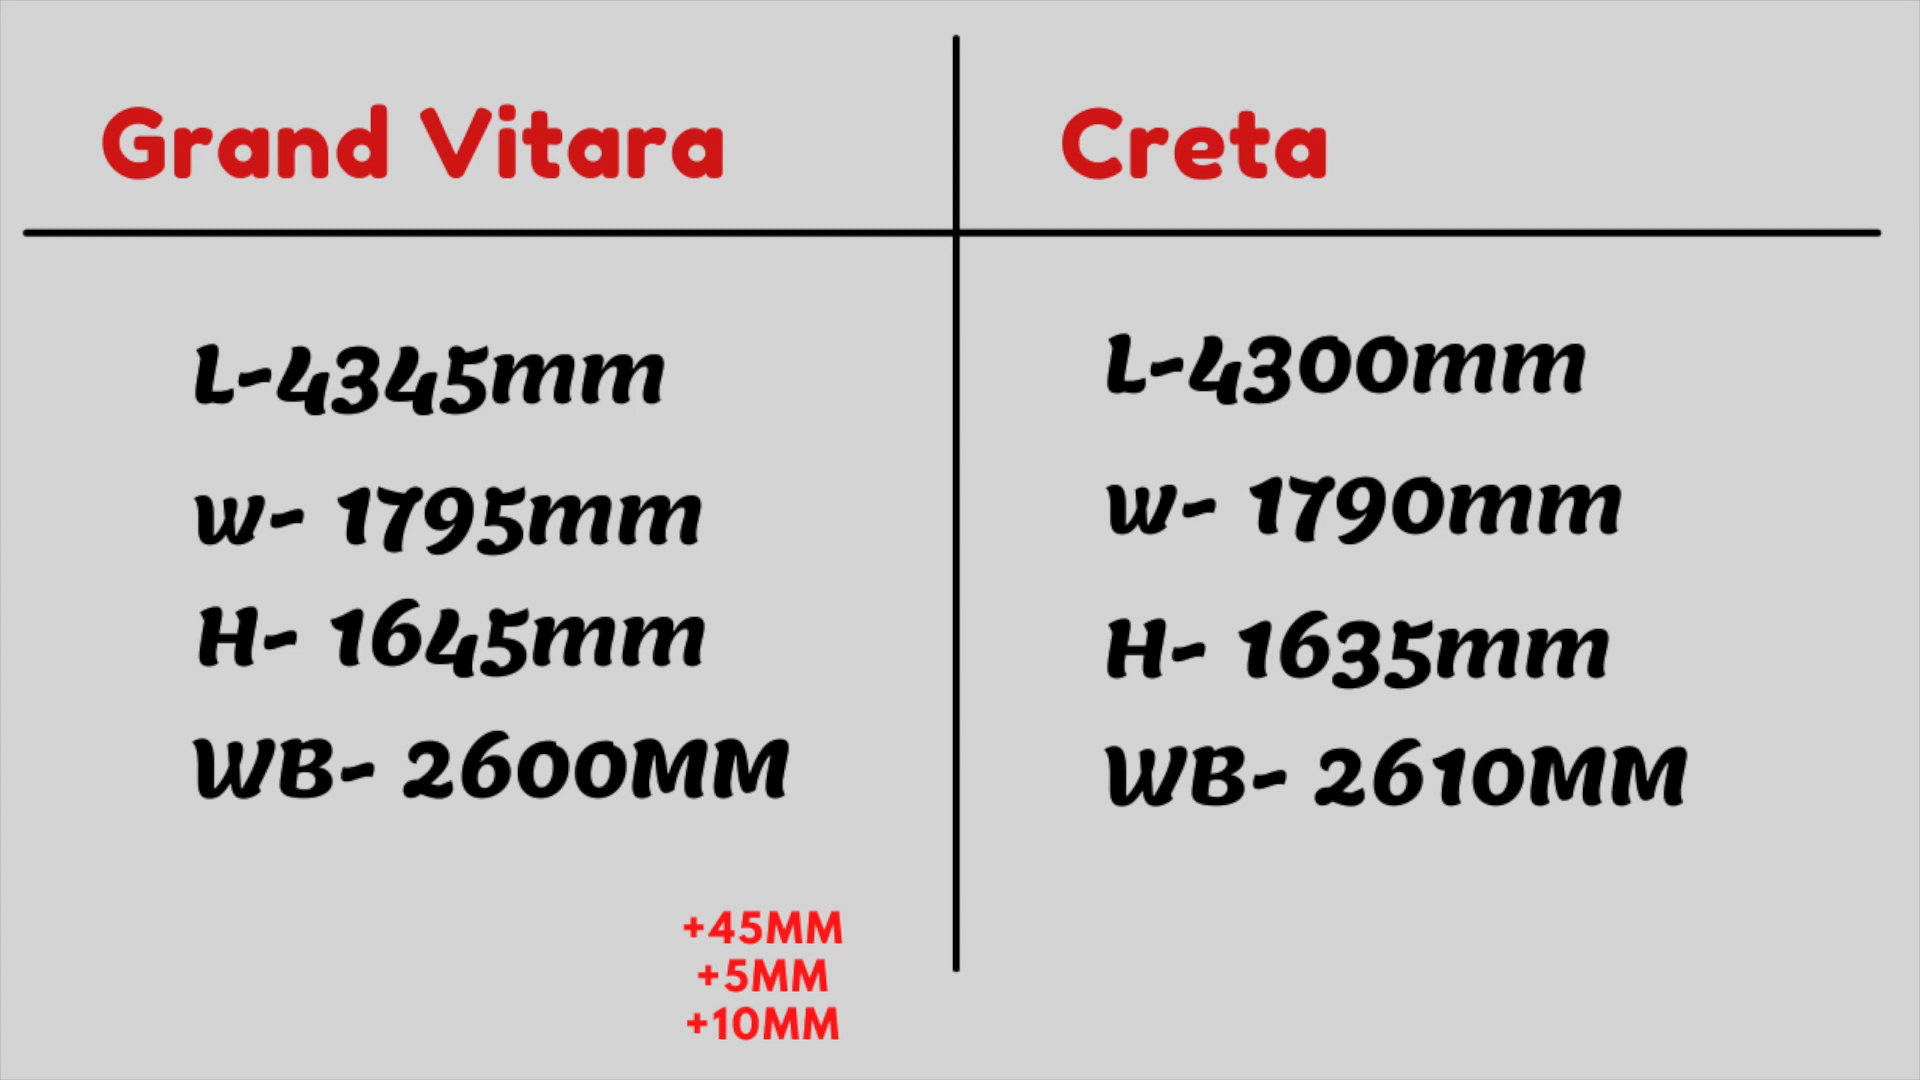 Grand Vitara
L-4345mm
w- 1795mm
H- 1645mm
WB- 2600MM
+45MM
+5MM
+10MM
Creta
L-4300mm
w- 1790mm
H- 1635mm
WB- 2610MM